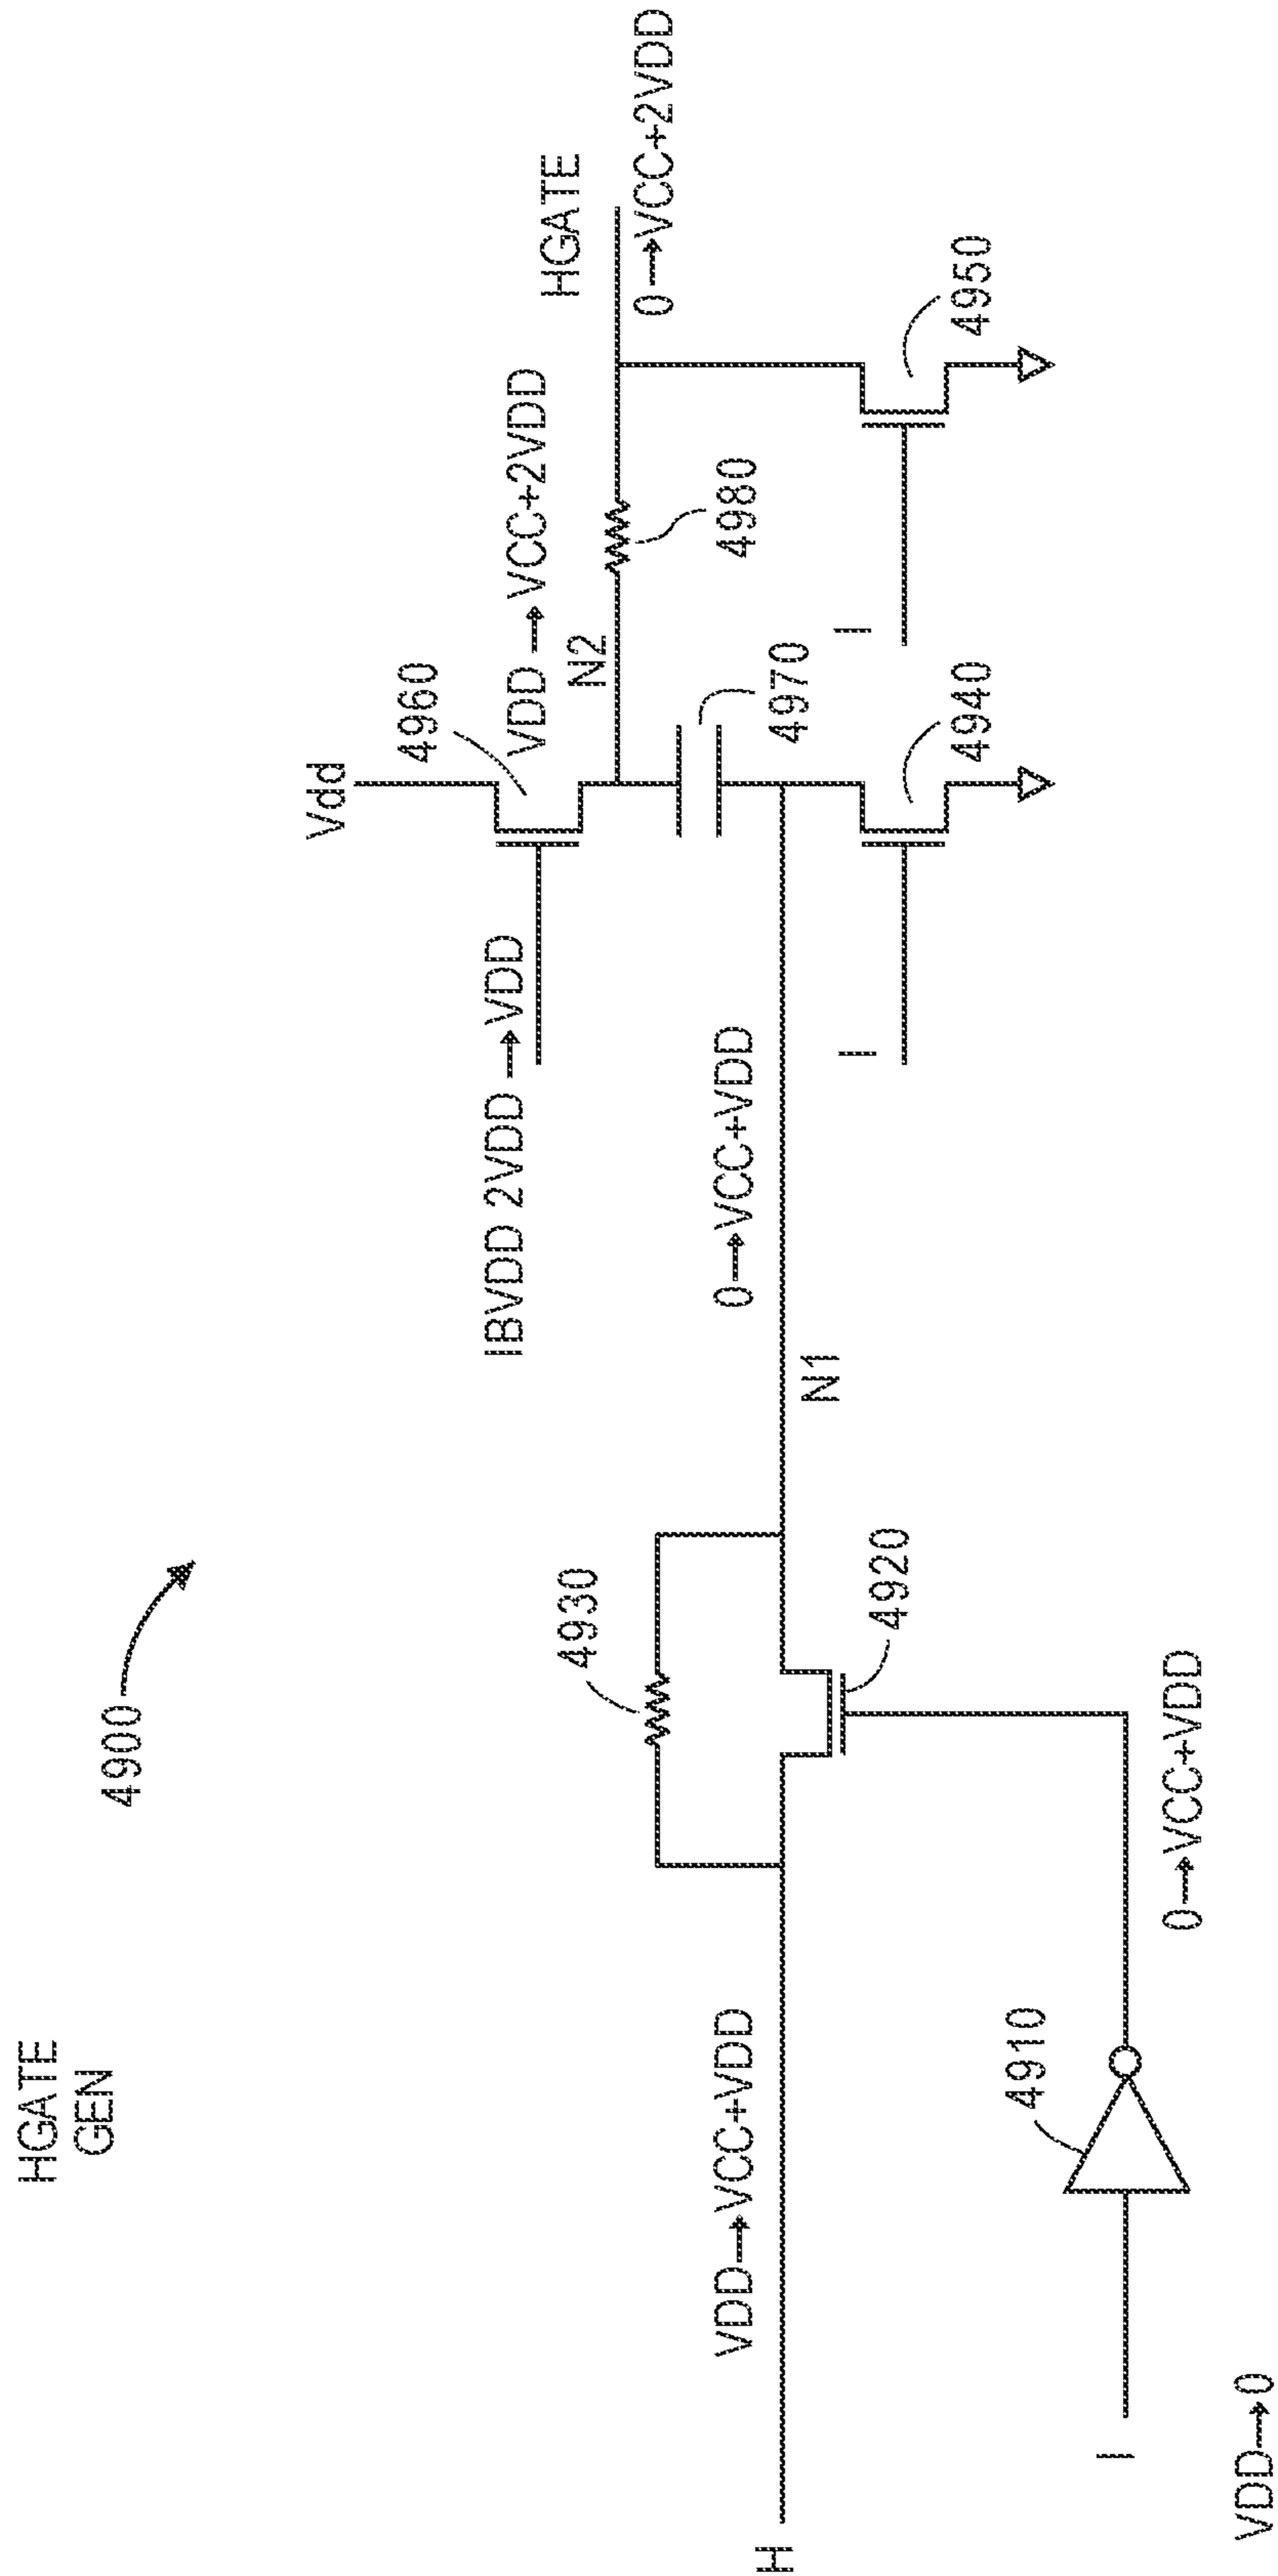 HGATE
GEN
4900
Vdd
4960
IBVDD 2VDD → VDD
VDD → VCC+2VDD
N2
HGATE
0→VCC+2VDD
4980
4970
4930
VDD→VCC+VDD
0→VCC+VDD
H
N1
4920
I
I
4940
4950
4910
I
0→VCC+VDD
VDD→0